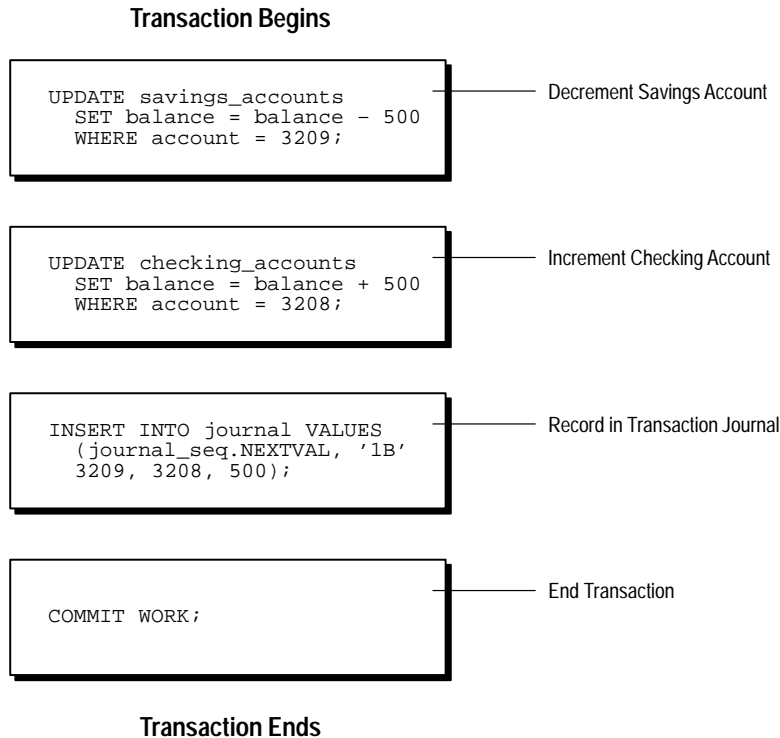 Transaction Begins
UPDATE savings_accounts
SET balance = balance − 500
WHERE account = 3209;
Decrement Savings Account
UPDATE checking_accounts
SET balance = balance + 500
WHERE account = 3208;
Increment Checking Account
INSERT INTO journal VALUES
(journal_seq.NEXTVAL, ’1B’
3209, 3208, 500);
Record in Transaction Journal
COMMIT WORK;
End Transaction
Transaction Ends